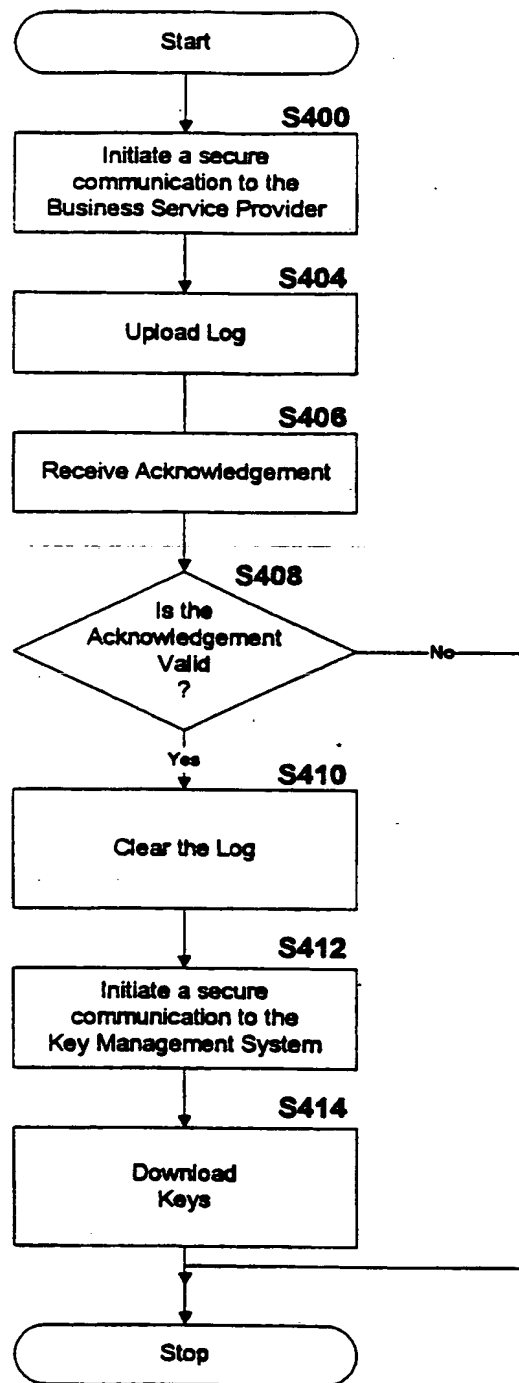 Start
S400
Initiate a secure
communication to the
Business Service Provider
S404
Upload Log
S406
Receive Acknowledgement
S408
Is the
Acknowledgement
Valid
?
No
Yes
S410
Clear the Log
S412
Initiate a secure
communication to the
Key Management System
S414
Download
Keys
Stop